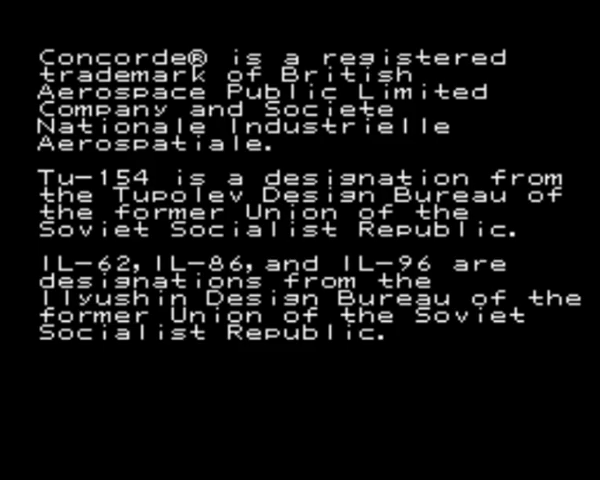 Concorde® is a registered
trademark of British
Aerospace Public Limited
Company and Societe
Nationale Industrielle
Aerospatiale.
Tu-154 is a designation from
the Tupolev Design Bureau of
the former Union of the
Soviet Socialist Republic.
IL-62, IL-86, and IL-96 are
designations from the
Ilyushin Design Bureau of the
former Union of the Soviet
Socialist Republic.